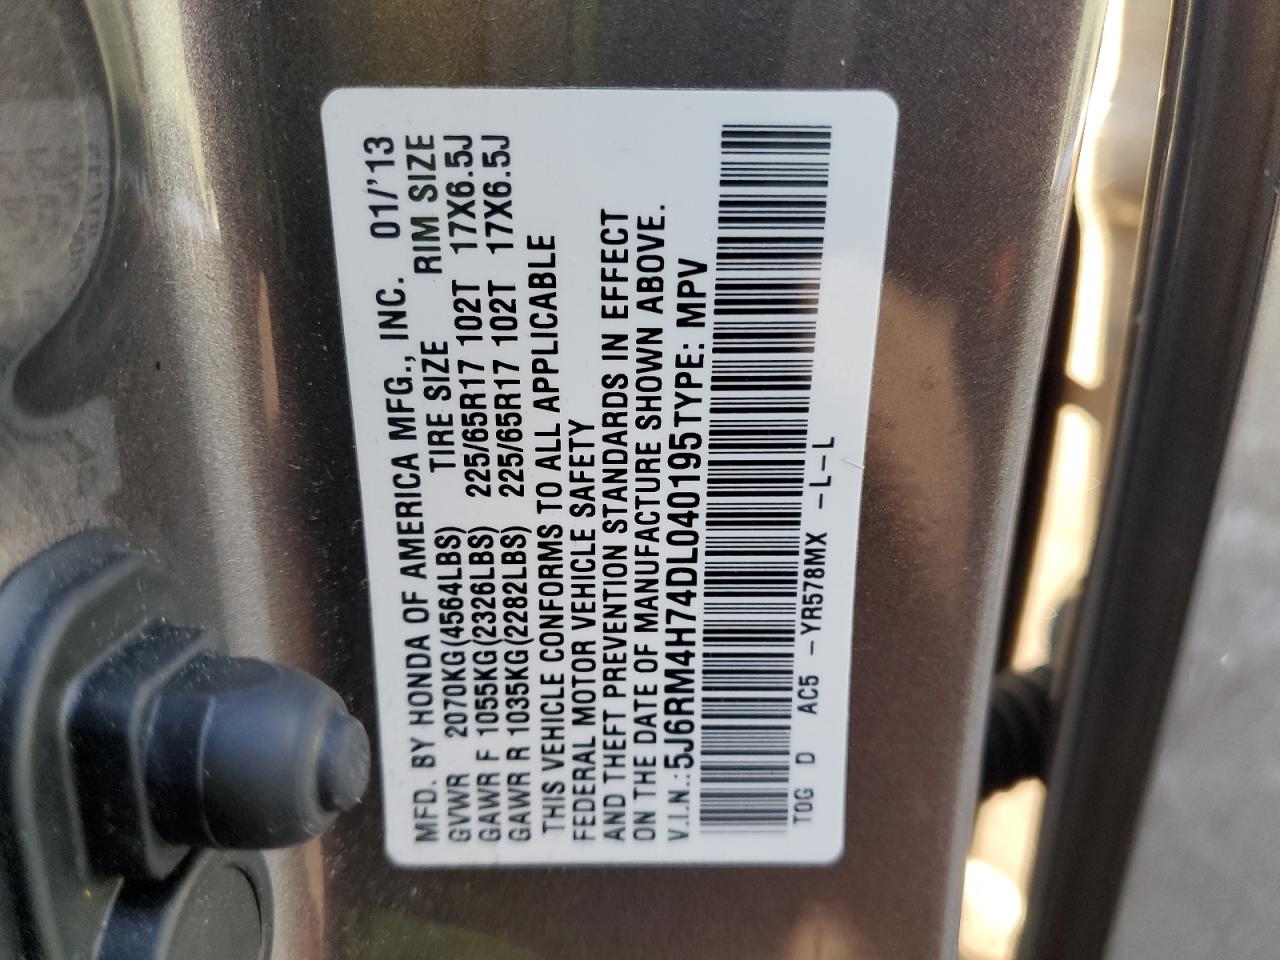 MFD. BY HONDA OF AMERICA MFG., INC. 01/'13
GVWR 2070KG(4564LBS) TIRE SIZE RIM SIZE
GAWR F 1055KG(2326LBS) 225/65R17 102T 17X6.5J
GAWR R 1035KG(2282LBS) 225/65R17 102T 17X6.5J
THIS VEHICLE CONFORMS TO ALL APPLICABLE
FEDERAL MOTOR VEHICLE SAFETY
AND THEFT PREVENTION STANDARDS IN EFFECT
ON THE DATE OF MANUFACTURE SHOWN ABOVE.
V.I.N.:5J6RM4H74DL040195 TYPE: MPV
TOG D AC5 -YR578MX -L-L